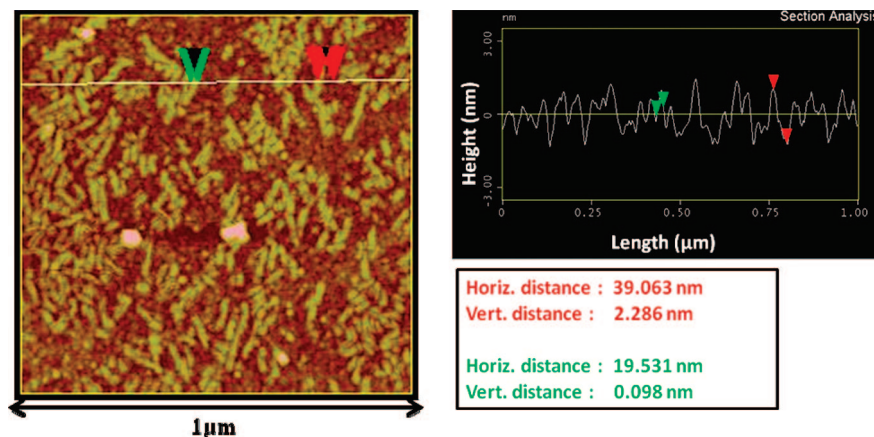 1µm
nm
Section Analysis
3.00
0
-3.00
Height (nm)
0
0.25
0.50
0.75
1.00
Length (µm)
Horiz. distance : 39.063 nm
Vert. distance : 2.286 nm
Horiz. distance : 19.531 nm
Vert. distance : 0.098 nm